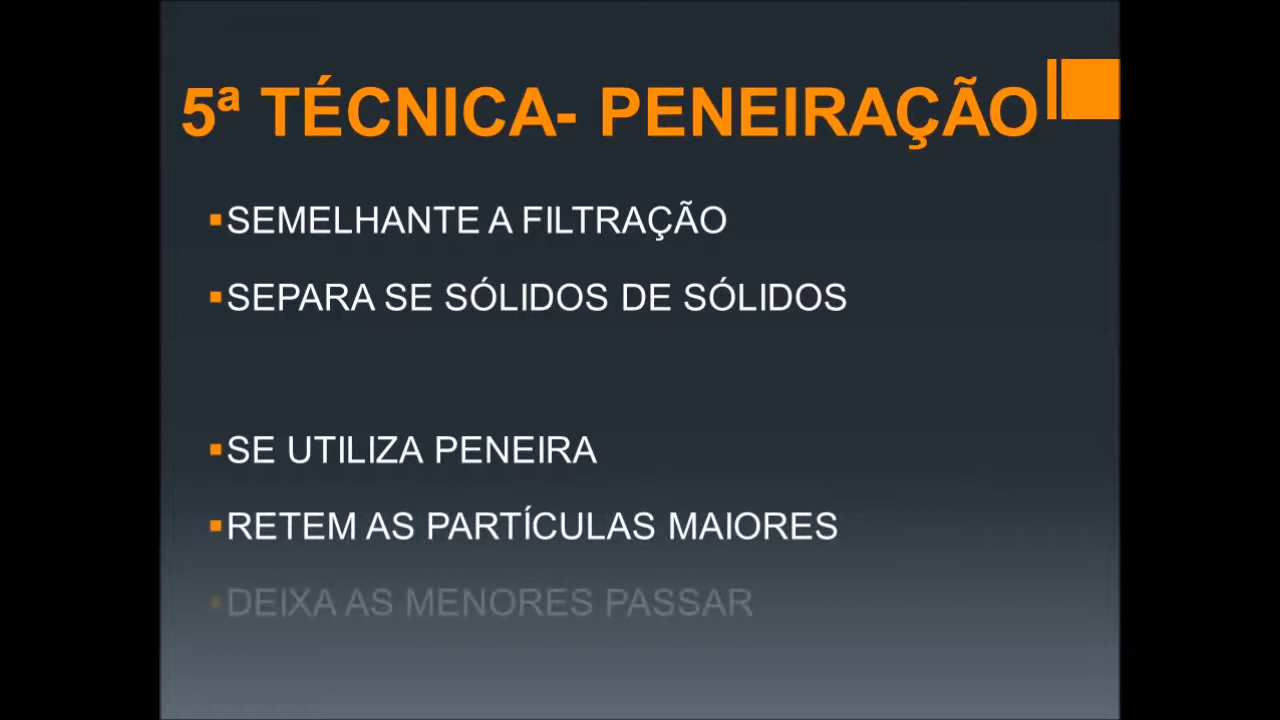 5ª TÉCNICA- PENEIRAÇÃO
SEMELHANTE A FILTRAÇÃO
SEPARA SE SÓLIDOS DE SÓLIDOS
SE UTILIZA PENEIRA
RETEM AS PARTÍCULAS MAIORES
DEIXA AS MENORES PASSAR